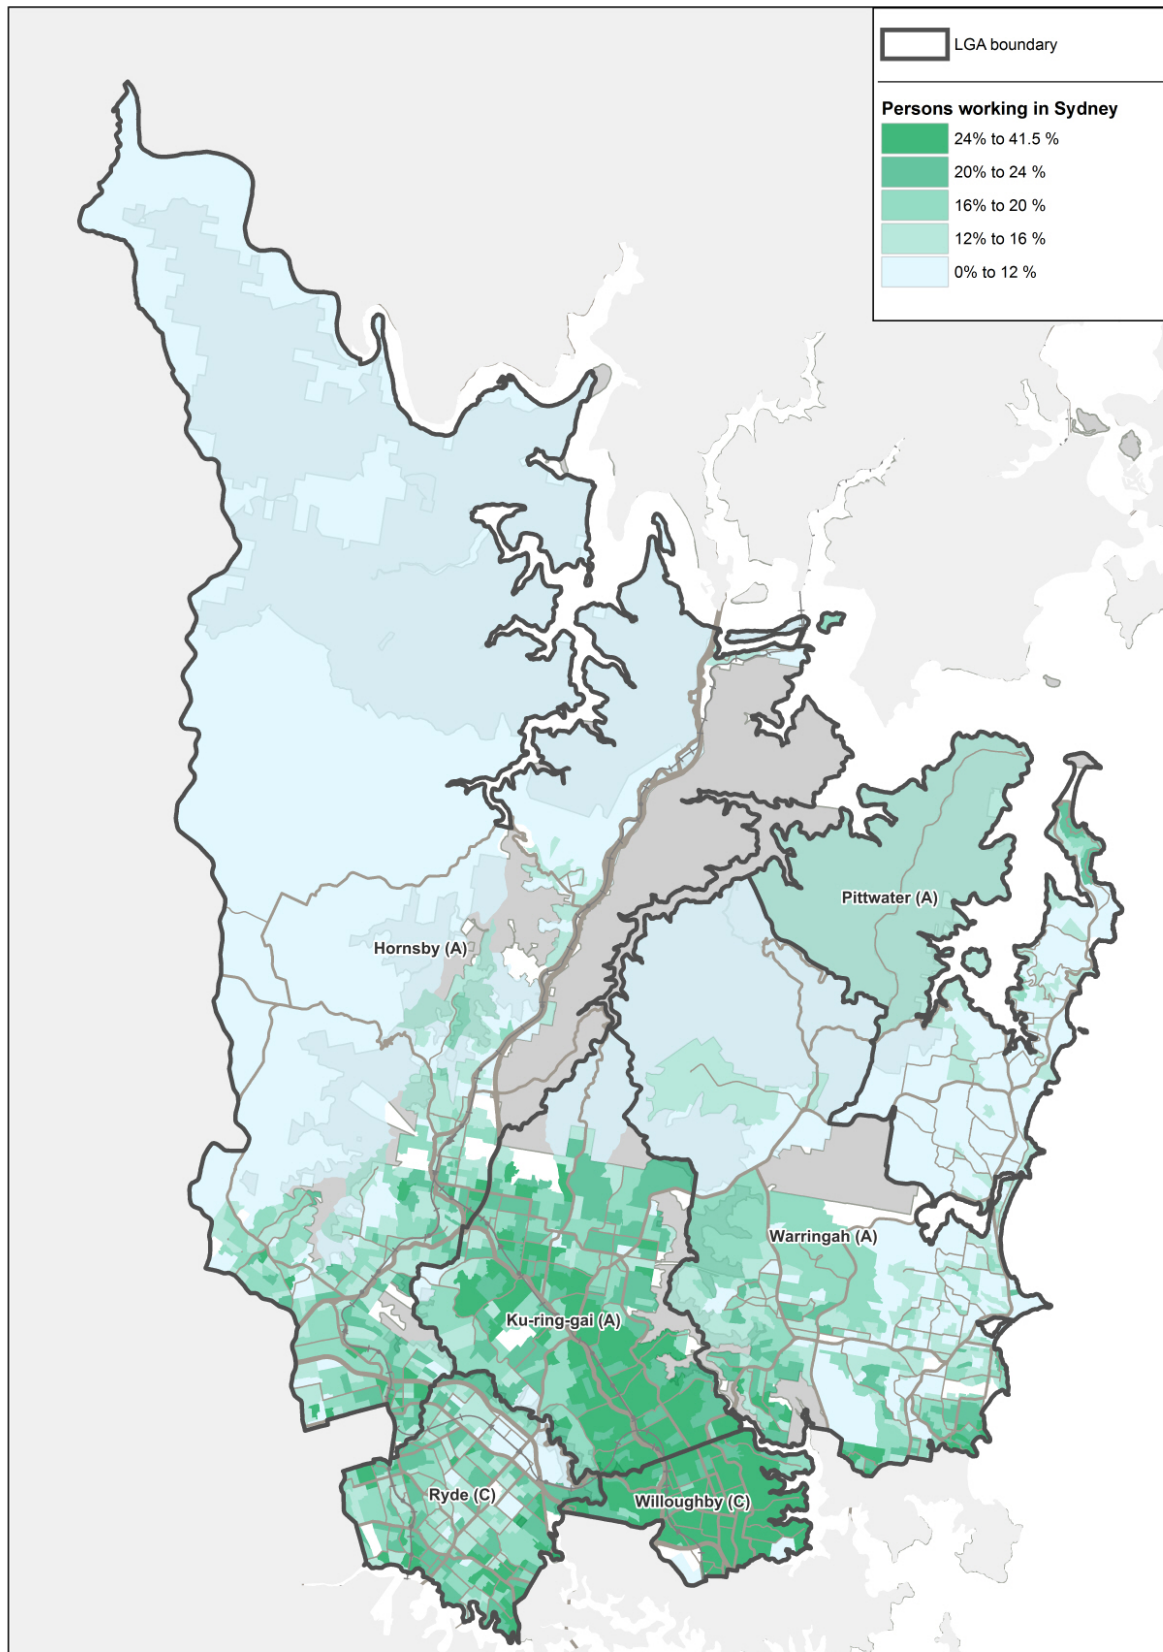 LGA boundary
Persons working in Sydney
24% to 41.5 %
20% to 24 %
16% to 20 %
12% to 16 %
0% to 12 %
Pittwater (A)
Hornsby (A)
Warringah (A)
Ku-ring-gai (A)
Ryde (C)
Willoughby (C)